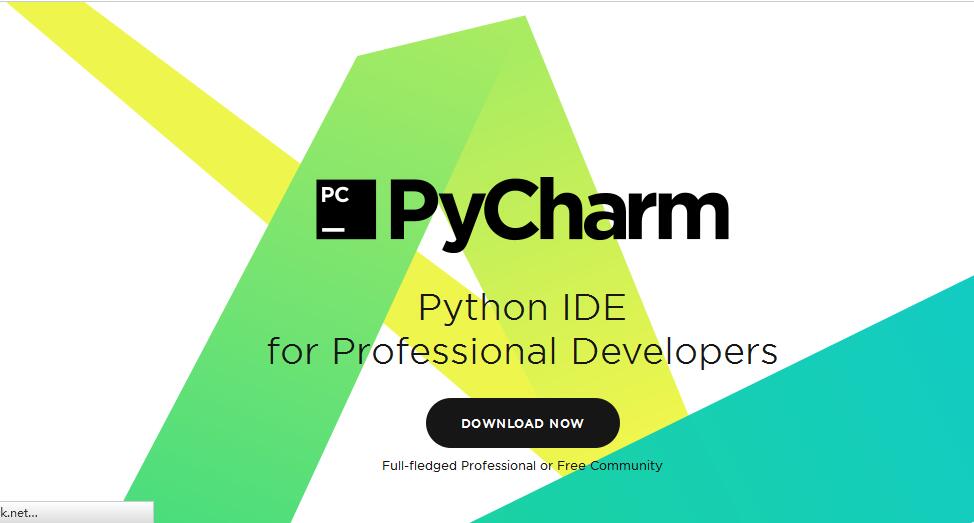 PC
PyCharm
Python IDE
for Professional Developers
DOWNLOAD NOW
Full-fledged Professional or Free Community
k.net...